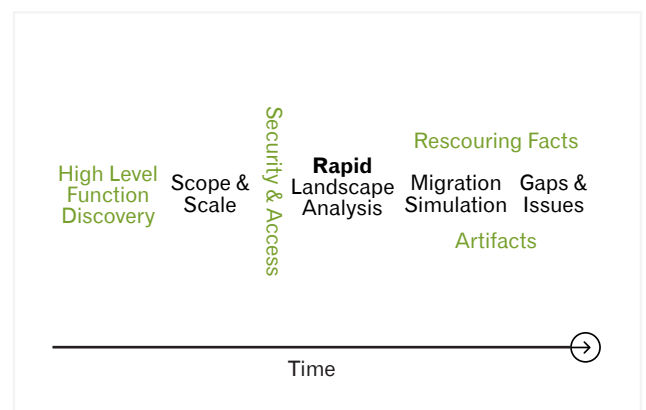 High Level
Function
Discovery
Scope &
Scale
Security & Access
Rapid
Landscape
Analysis
Rescouring Facts
Migration
Simulation
Gaps &
Issues
Artifacts
Time